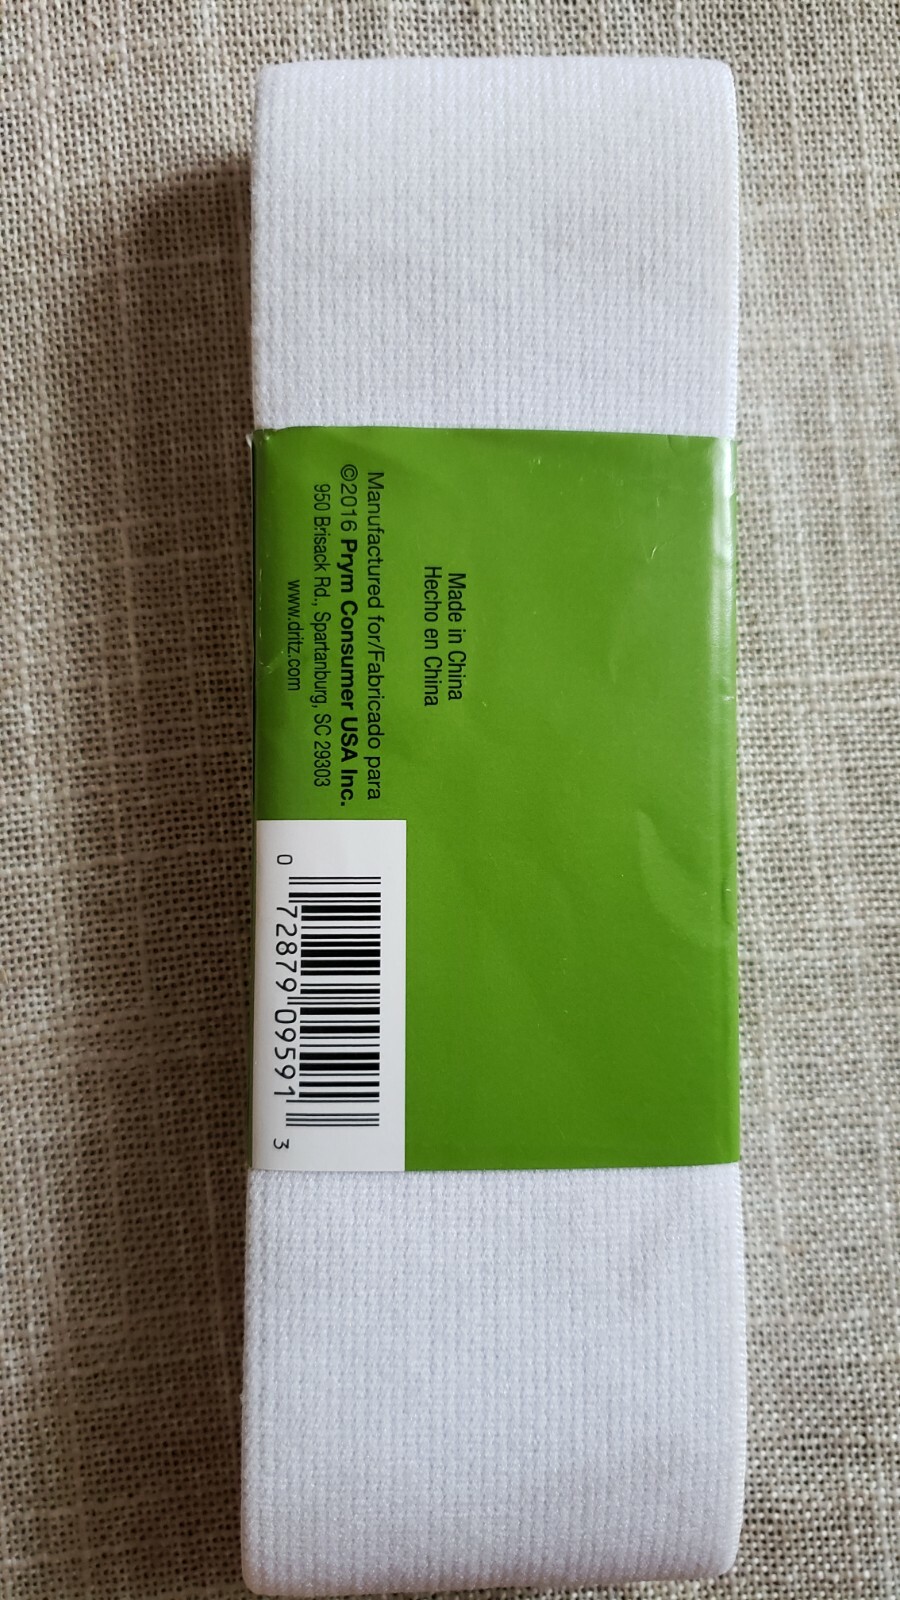 Made in China
Hecho en China
Manufactured for/Fabricado para
©2016 Prym Consumer USA Inc.
950 Brisack Rd., Spartanburg, SC 29303
www.dritz.com
0 72879 09591 3